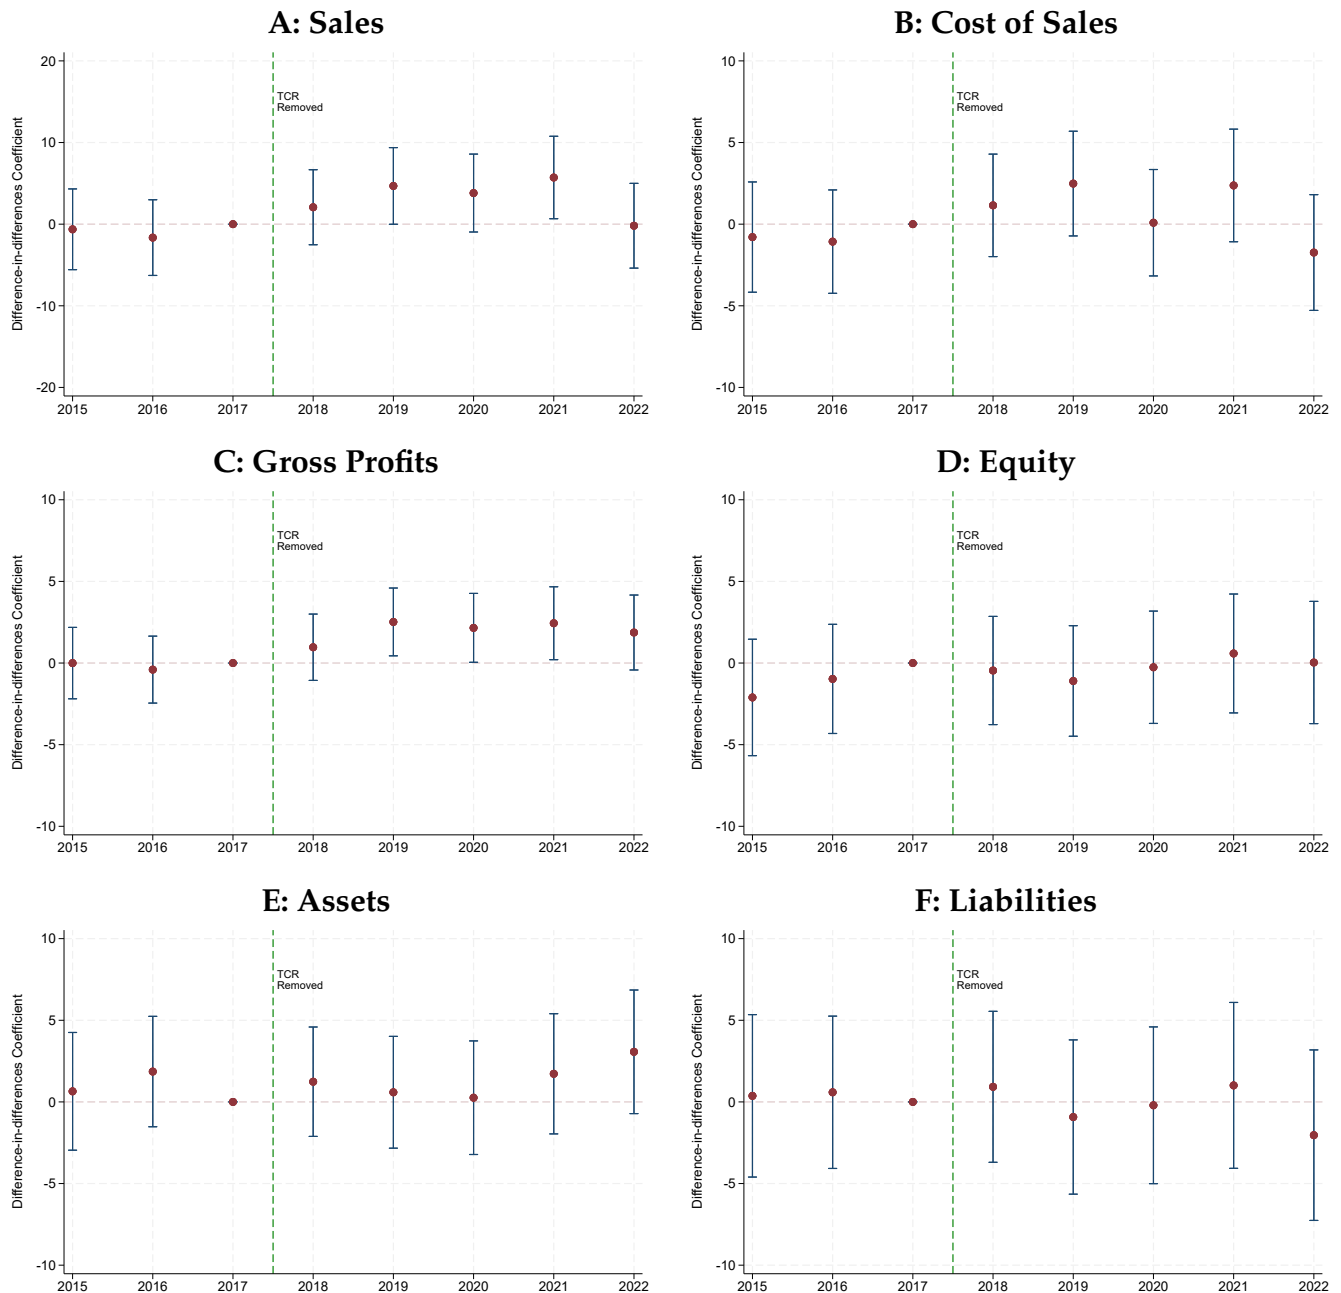 A: Sales
Difference-in-differences Coefficient
20
10
0
-10
-20
TCR
Removed
2015 2016 2017 2018 2019 2020 2021 2022
B: Cost of Sales
Difference-in-differences Coefficient
10
5
0
-5
-10
TCR
Removed
2015 2016 2017 2018 2019 2020 2021 2022
C: Gross Profits
Difference-in-differences Coefficient
10
5
0
-5
-10
TCR
Removed
2015 2016 2017 2018 2019 2020 2021 2022
D: Equity
Difference-in-differences Coefficient
10
5
0
-5
-10
TCR
Removed
2015 2016 2017 2018 2019 2020 2021 2022
E: Assets
Difference-in-differences Coefficient
10
5
0
-5
-10
TCR
Removed
2015 2016 2017 2018 2019 2020 2021 2022
F: Liabilities
Difference-in-differences Coefficient
10
5
0
-5
-10
TCR
Removed
2015 2016 2017 2018 2019 2020 2021 2022